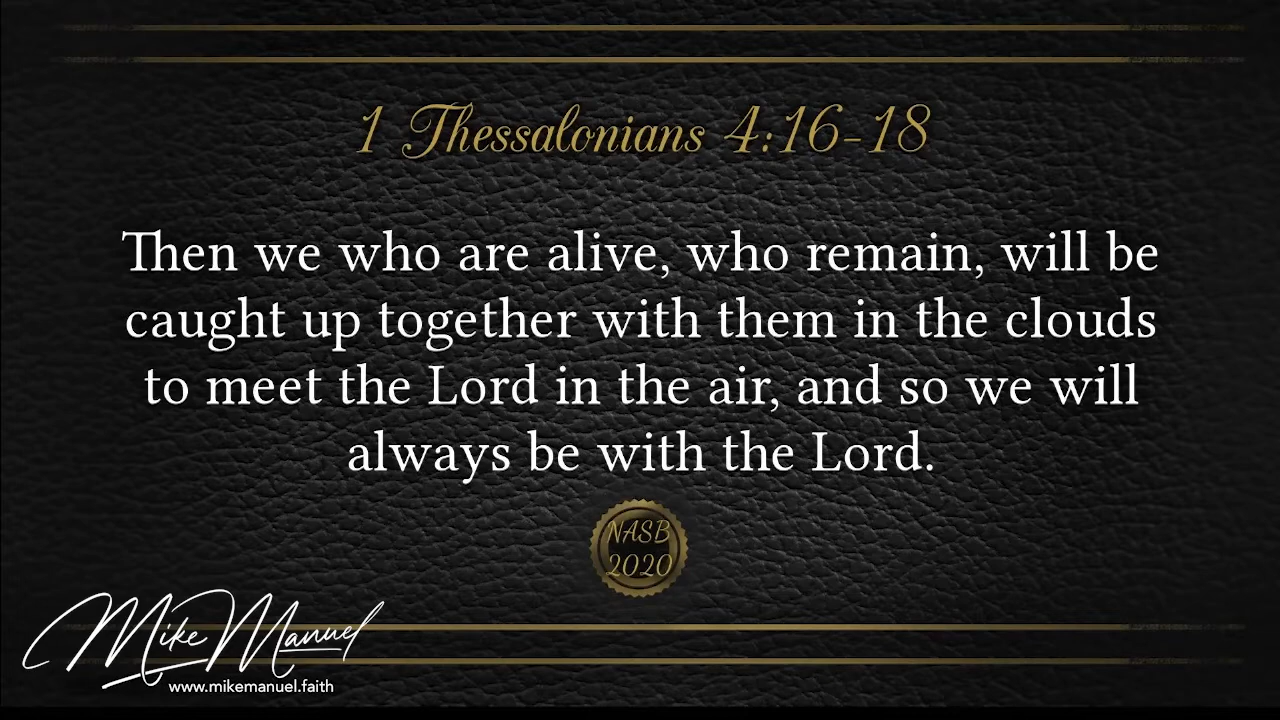 1 Thessalonians 4:16-18
Then we who are alive, who remain, will be
caught up together with them in the clouds
to meet the Lord in the air, and so we will
always be with the Lord.
NASB
2020
Mike Manuel
www.mikemanuel.faith